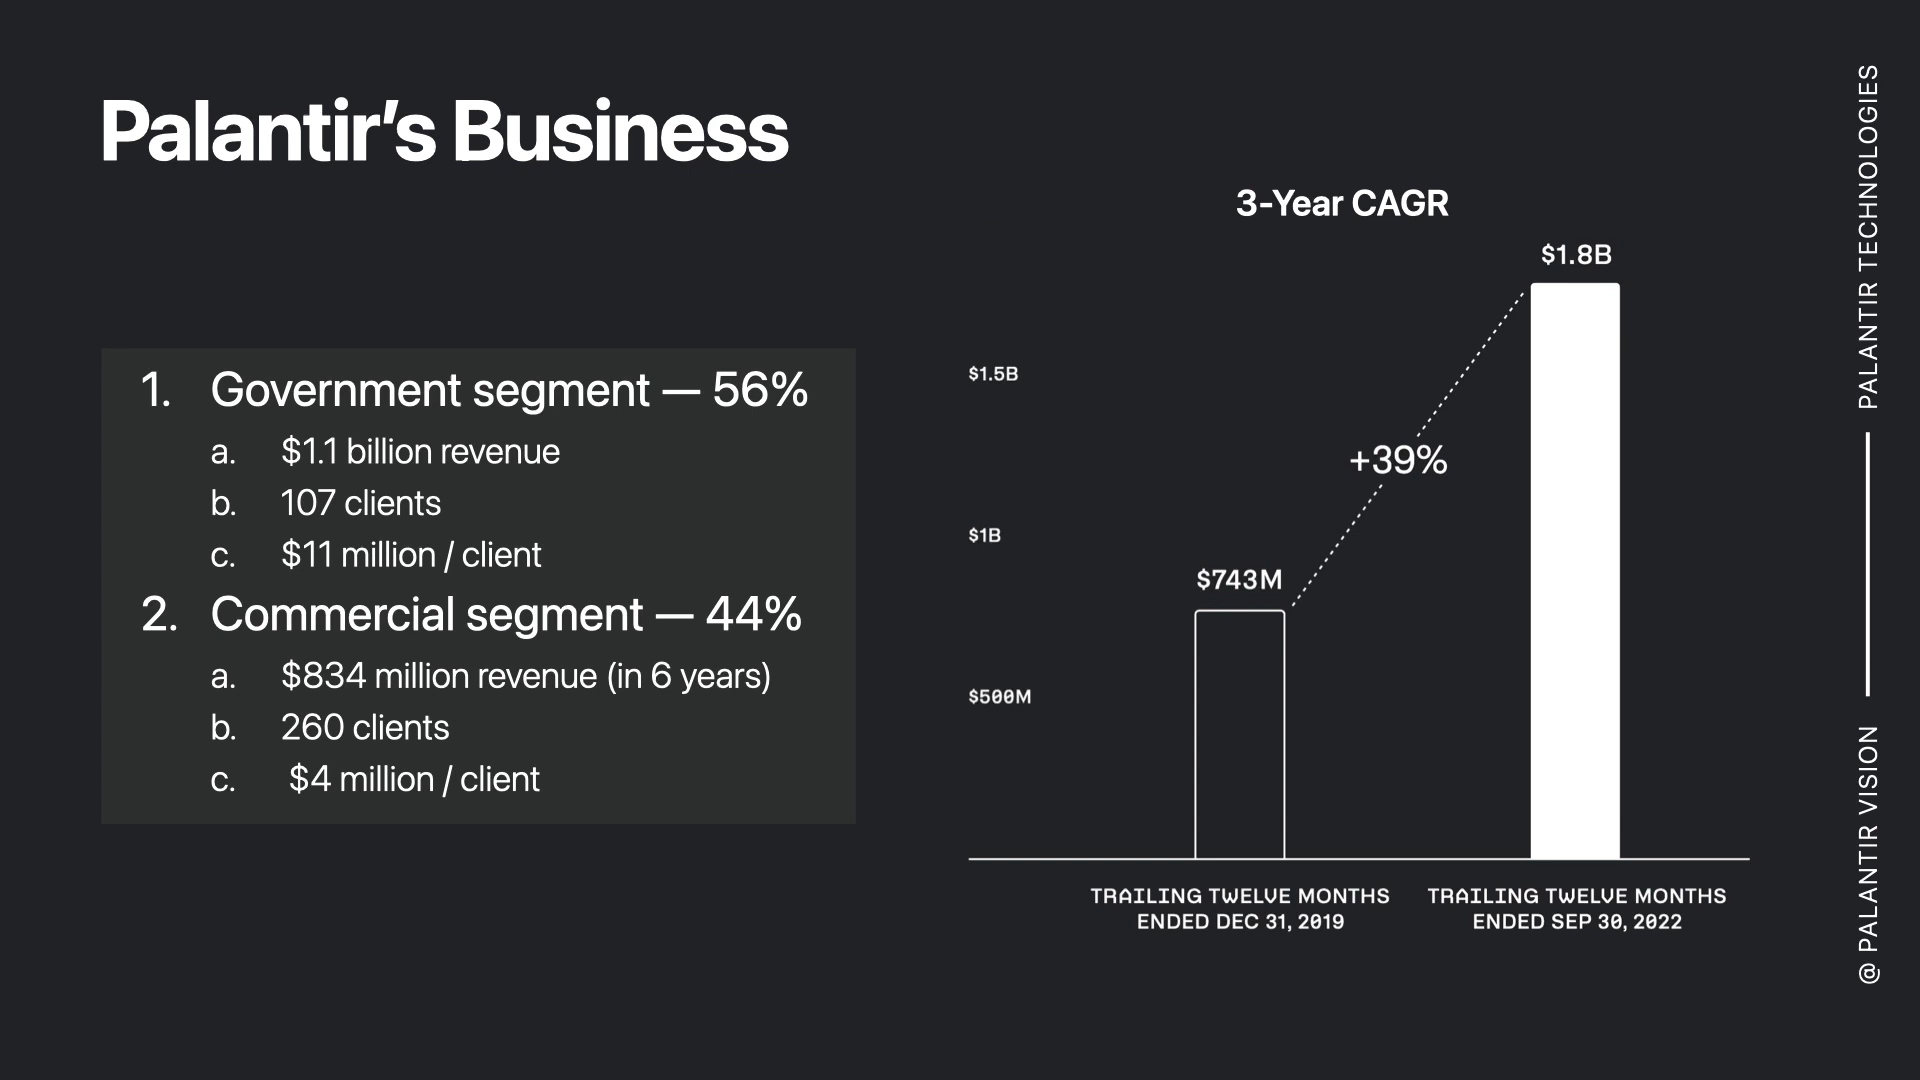 Palantir’s Business
1. Government segment — 56%
a. $1.1 billion revenue
b. 107 clients
c. $11 million / client
2. Commercial segment — 44%
a. $834 million revenue (in 6 years)
b. 260 clients
c. $4 million / client
3-Year CAGR
$1.8B
$1.5B
+39%
$1B
$743M
$500M
TRAILING TWELVE MONTHS
ENDED DEC 31, 2019
TRAILING TWELVE MONTHS
ENDED SEP 30, 2022
@ PALANTIR VISION
PALANTIR TECHNOLOGIES